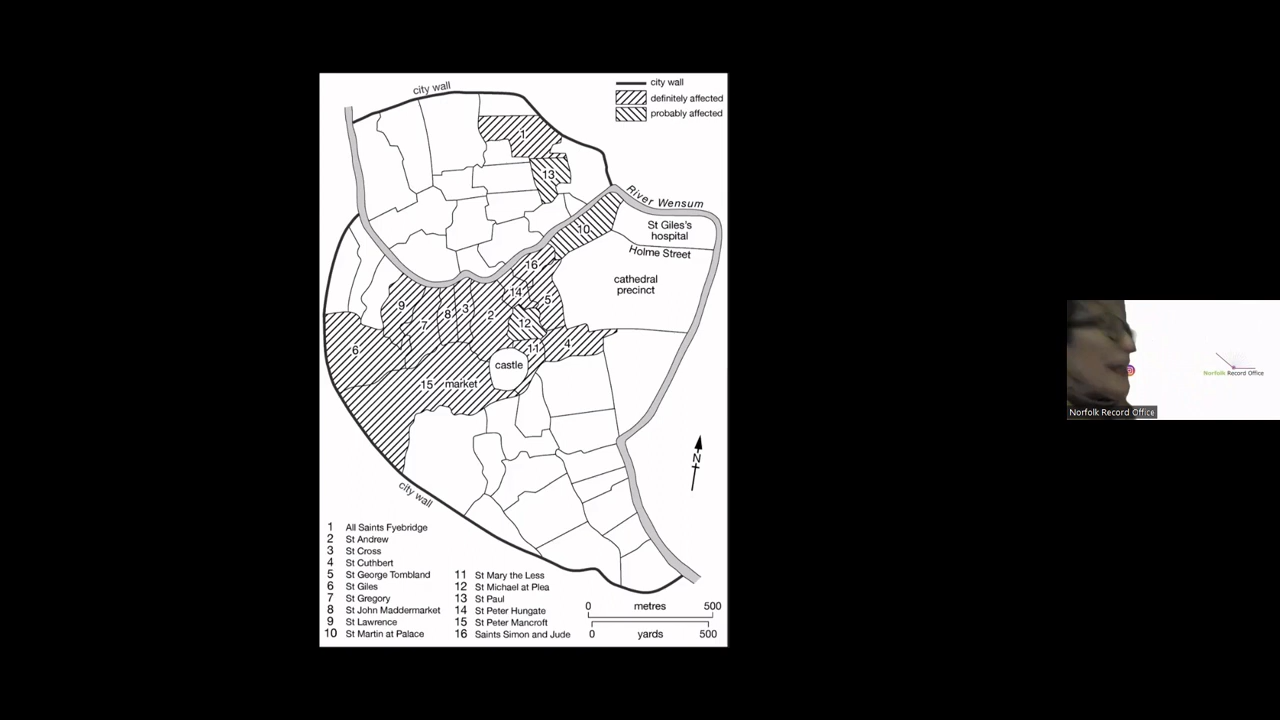 city wall
city wall
definitely affected
probably affected
1
13
River Wensum
10
St Giles's
hospital
Holme Street
16
cathedral
precinct
9
7
8
3
2
14
5
12
11
4
6
castle
15 market
N
city wall
1 All Saints Fyebridge
2 St Andrew
3 St Cross
4 St Cuthbert
5 St George Tombland
6 St Giles
7 St Gregory
8 St John Maddermarket
9 St Lawrence
10 St Martin at Palace
11 St Mary the Less
12 St Michael at Plea
13 St Paul
14 St Peter Hungate
15 St Peter Mancroft
16 Saints Simon and Jude
0 metres 500
0 yards 500
Norfolk Record Office
Norfolk Record Office